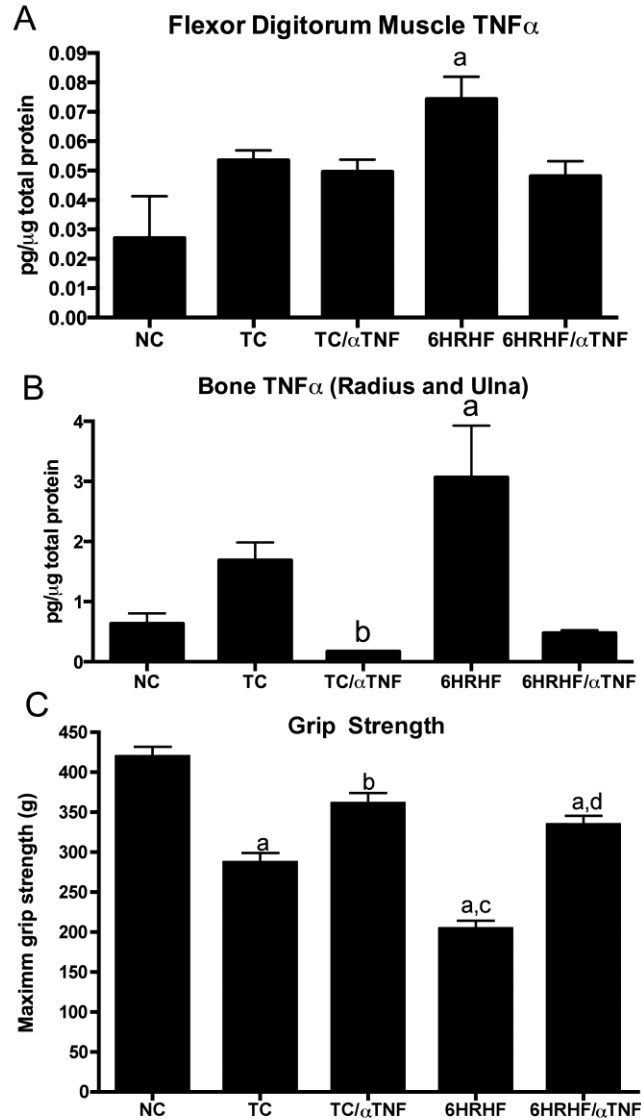 A
Flexor Digitorum Muscle TNFα
pg/μg total protein
0.09
0.08
0.07
0.06
0.05
0.04
0.03
0.02
0.01
0.00
a
NC TC TC/αTNF 6HRHF 6HRHF/αTNF
B
Bone TNFα (Radius and Ulna)
pg/μg total protein
4
3
2
1
0
b
a
NC TC TC/αTNF 6HRHF 6HRHF/αTNF
C
Grip Strength
Maximm grip strength (g)
450
400
350
300
250
200
150
100
50
0
a
b
a,c
a,d
NC TC TC/αTNF 6HRHF 6HRHF/αTNF